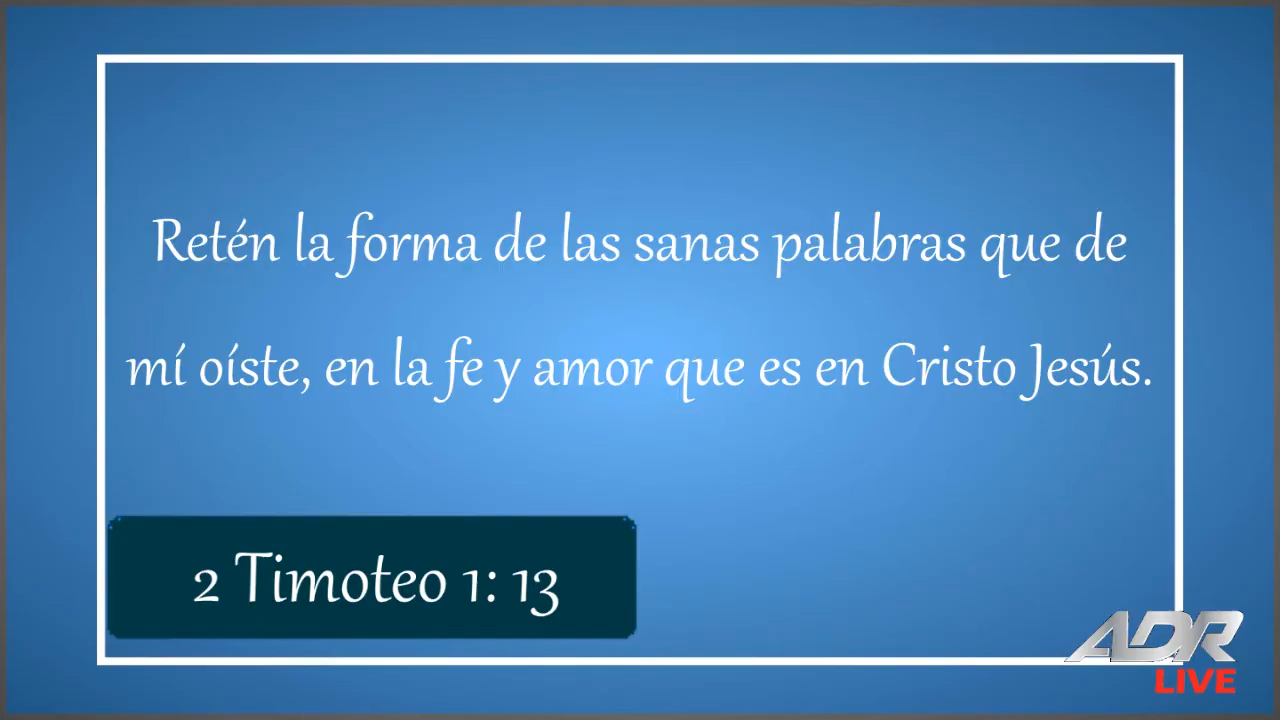 Retén la forma de las sanas palabras que de
mí oíste, en la fe y amor que es en Cristo Jesús.
2 Timoteo 1: 13
ADR
LIVE